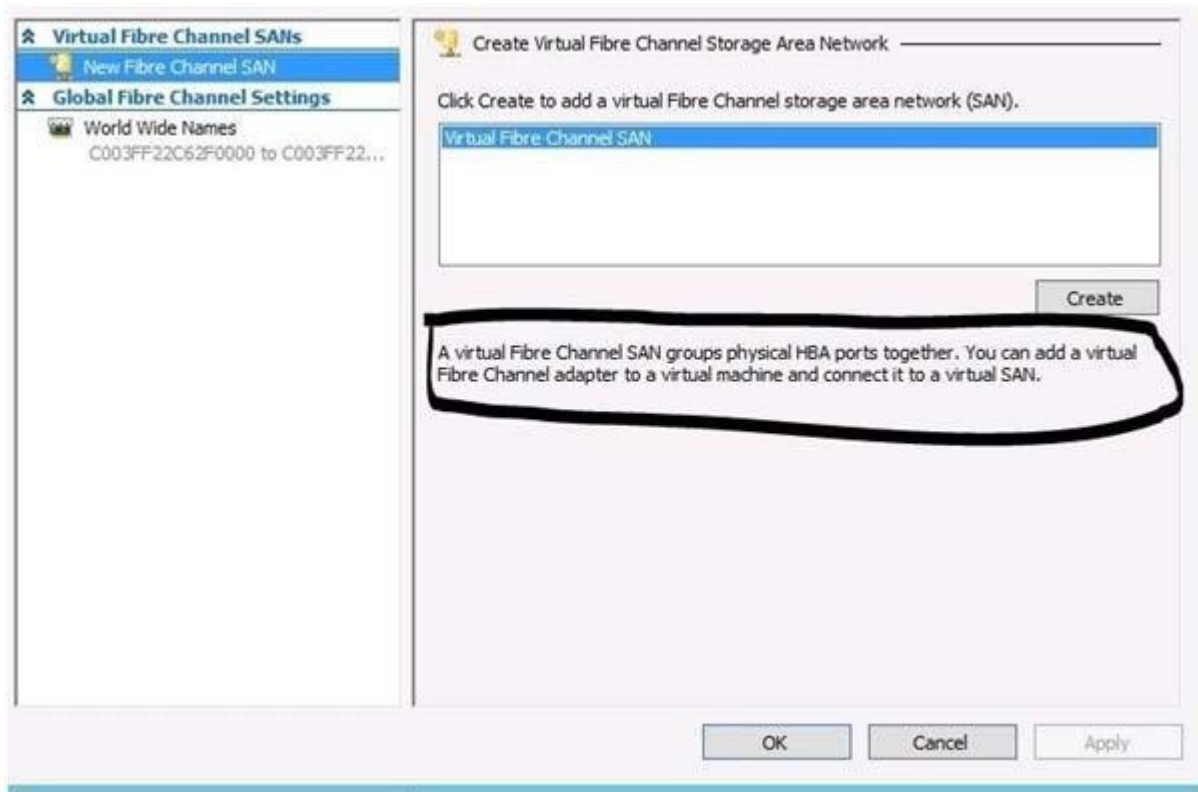 Virtual Fibre Channel SANs
New Fibre Channel SAN
Global Fibre Channel Settings
World Wide Names
C003FF22C62F0000 to C003FF22...
Create Virtual Fibre Channel Storage Area Network
Click Create to add a virtual Fibre Channel storage area network (SAN).
Virtual Fibre Channel SAN
Create
A virtual Fibre Channel SAN groups physical HBA ports together. You can add a virtual
Fibre Channel adapter to a virtual machine and connect it to a virtual SAN.
OK
Cancel
Apply